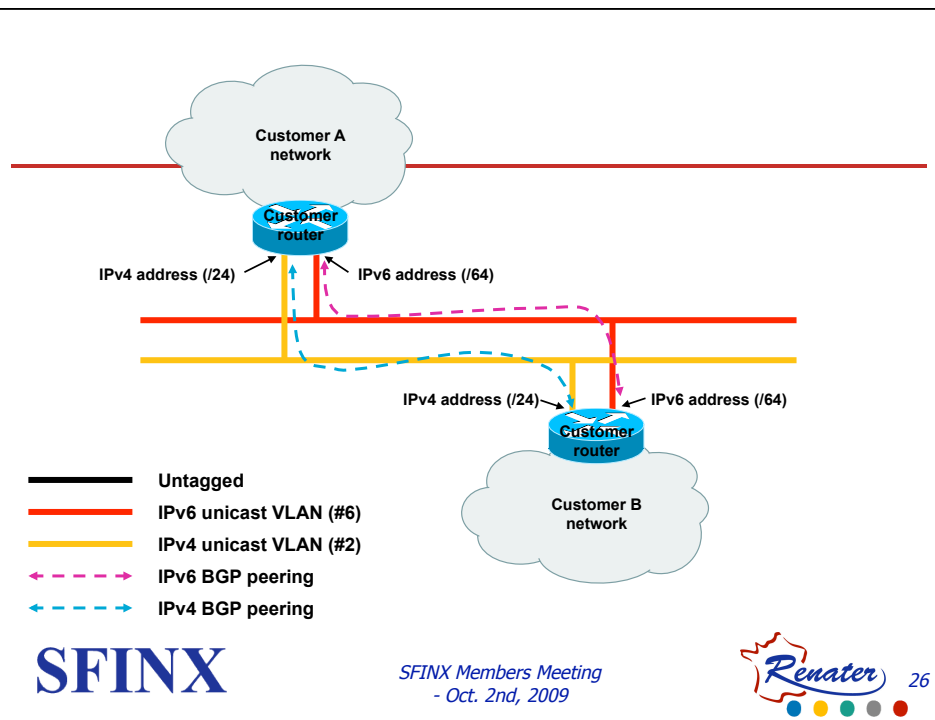 Customer A
network
Customer
router
IPv4 address (/24)
IPv6 address (/64)
IPv4 address (/24)
IPv6 address (/64)
Customer
router
Customer B
network
Untagged
IPv6 unicast VLAN (#6)
IPv4 unicast VLAN (#2)
IPv6 BGP peering
IPv4 BGP peering
SFINX
SFINX Members Meeting
- Oct. 2nd, 2009
Renater
26